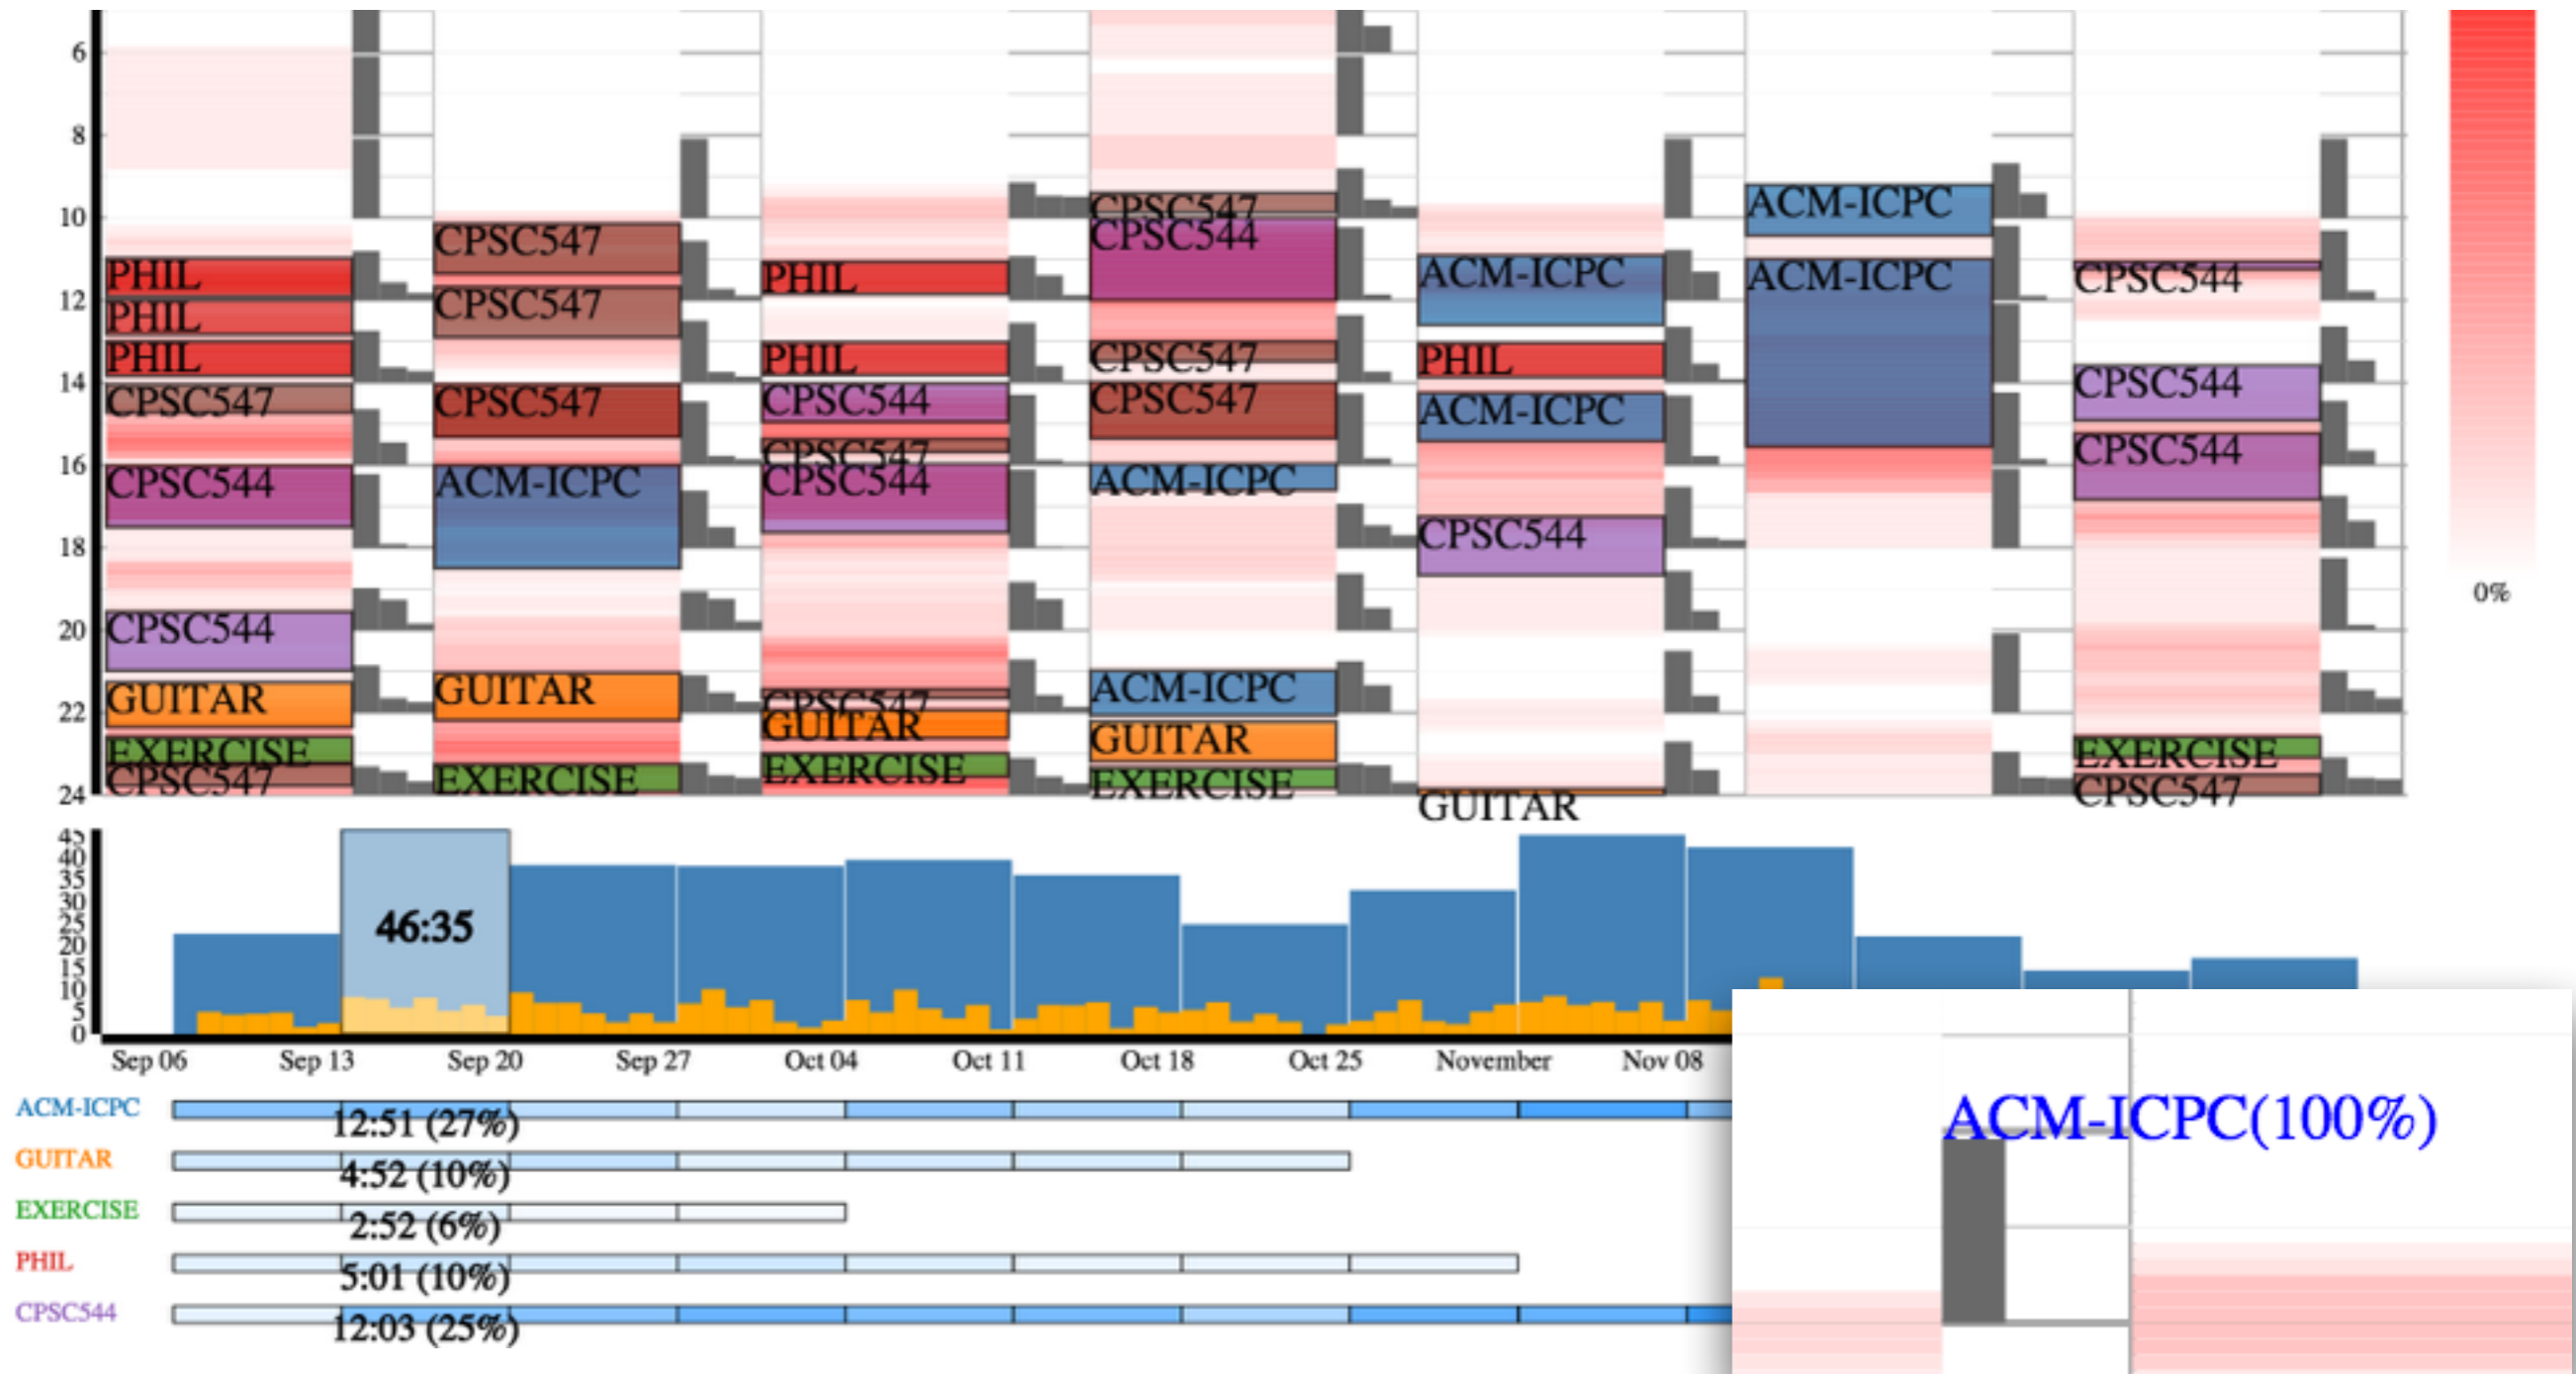 6
8
10
12
14
16
18
20
22
24
PHIL
PHIL
PHIL
CPSC547
CPSC544
CPSC544
GUITAR
EXERCISE
CPSC547
CPSC547
CPSC547
CPSC547
ACM-ICPC
GUITAR
EXERCISE
PHIL
PHIL
CPSC544
CPSC547
CPSC544
CPSC547
GUITAR
EXERCISE
CPSC547
CPSC544
CPSC547
CPSC547
ACM-ICPC
ACM-ICPC
GUITAR
EXERCISE
ACM-ICPC
PHIL
ACM-ICPC
CPSC544
GUITAR
ACM-ICPC
ACM-ICPC
CPSC544
CPSC544
CPSC544
EXERCISE
CPSC547
0%
45
40
35
30
25
20
15
10
5
0
46:35
Sep 06 Sep 13 Sep 20 Sep 27 Oct 04 Oct 11 Oct 18 Oct 25 November Nov 08
ACM-ICPC 12:51 (27%)
GUITAR 4:52 (10%)
EXERCISE 2:52 (6%)
PHIL 5:01 (10%)
CPSC544 12:03 (25%)
ACM-ICPC(100%)